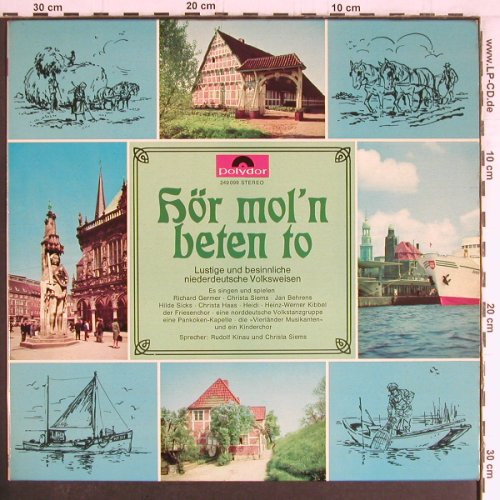 30 cm
20 cm
10 cm
www.LP-CD.de
10 cm
20 cm
30 cm
polydor
249 099 STEREO
Hör mol'n
beten to
Lustige und besinnliche
niederdeutsche Volksweisen
Es singen und spielen
Richard Germer · Christa Siems · Jan Behrens
Hilde Sicks · Christa Haas · Heidi · Heinz-Werner Kibbel
der Friesenchor · eine norddeutsche Volkstanzgruppe
eine Pankoken-Kapelle · die »Vierländer Musikanten«
und ein Kinderchor
Sprecher: Rudolf Kinau und Christa Siems